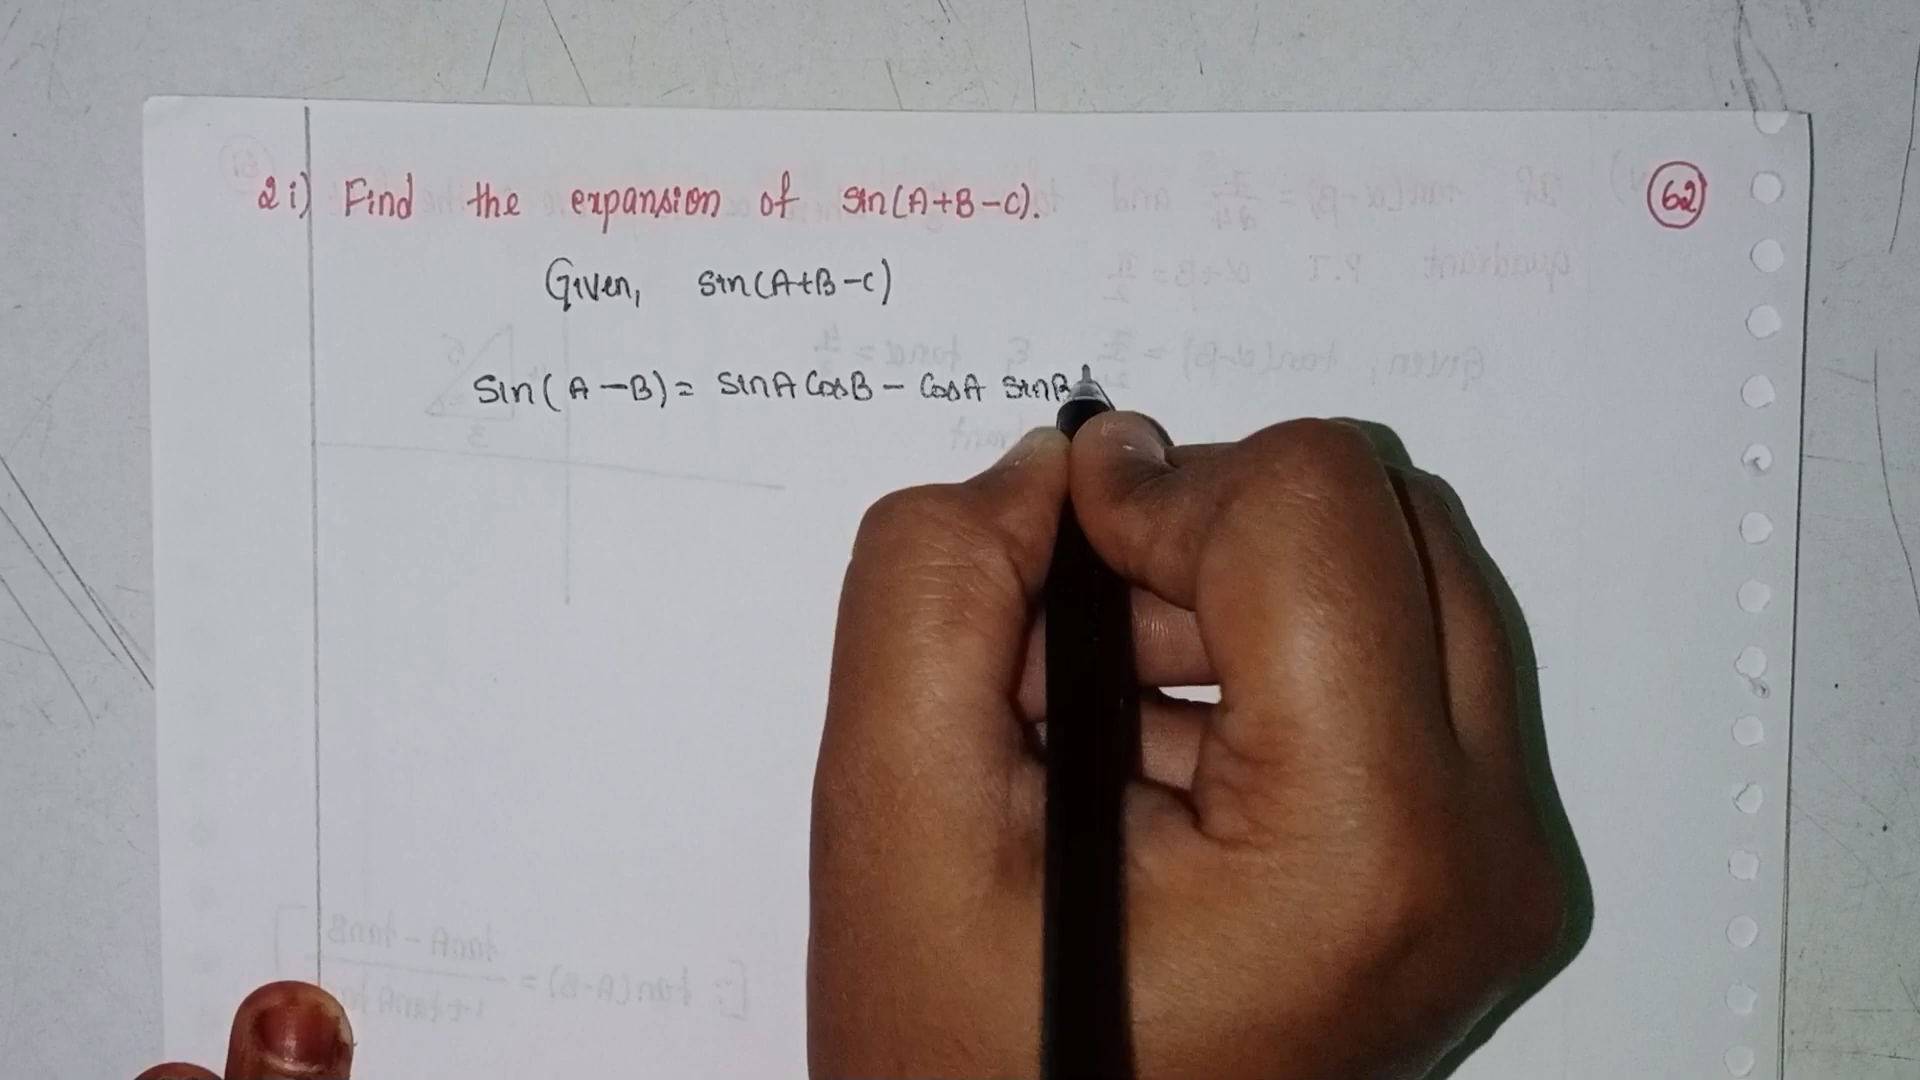 2 i) Find the expansion of sin(A+B-C). 62
Given, sin(A+B-C)
Sin(A-B)= sinA CosB - CosA sinB